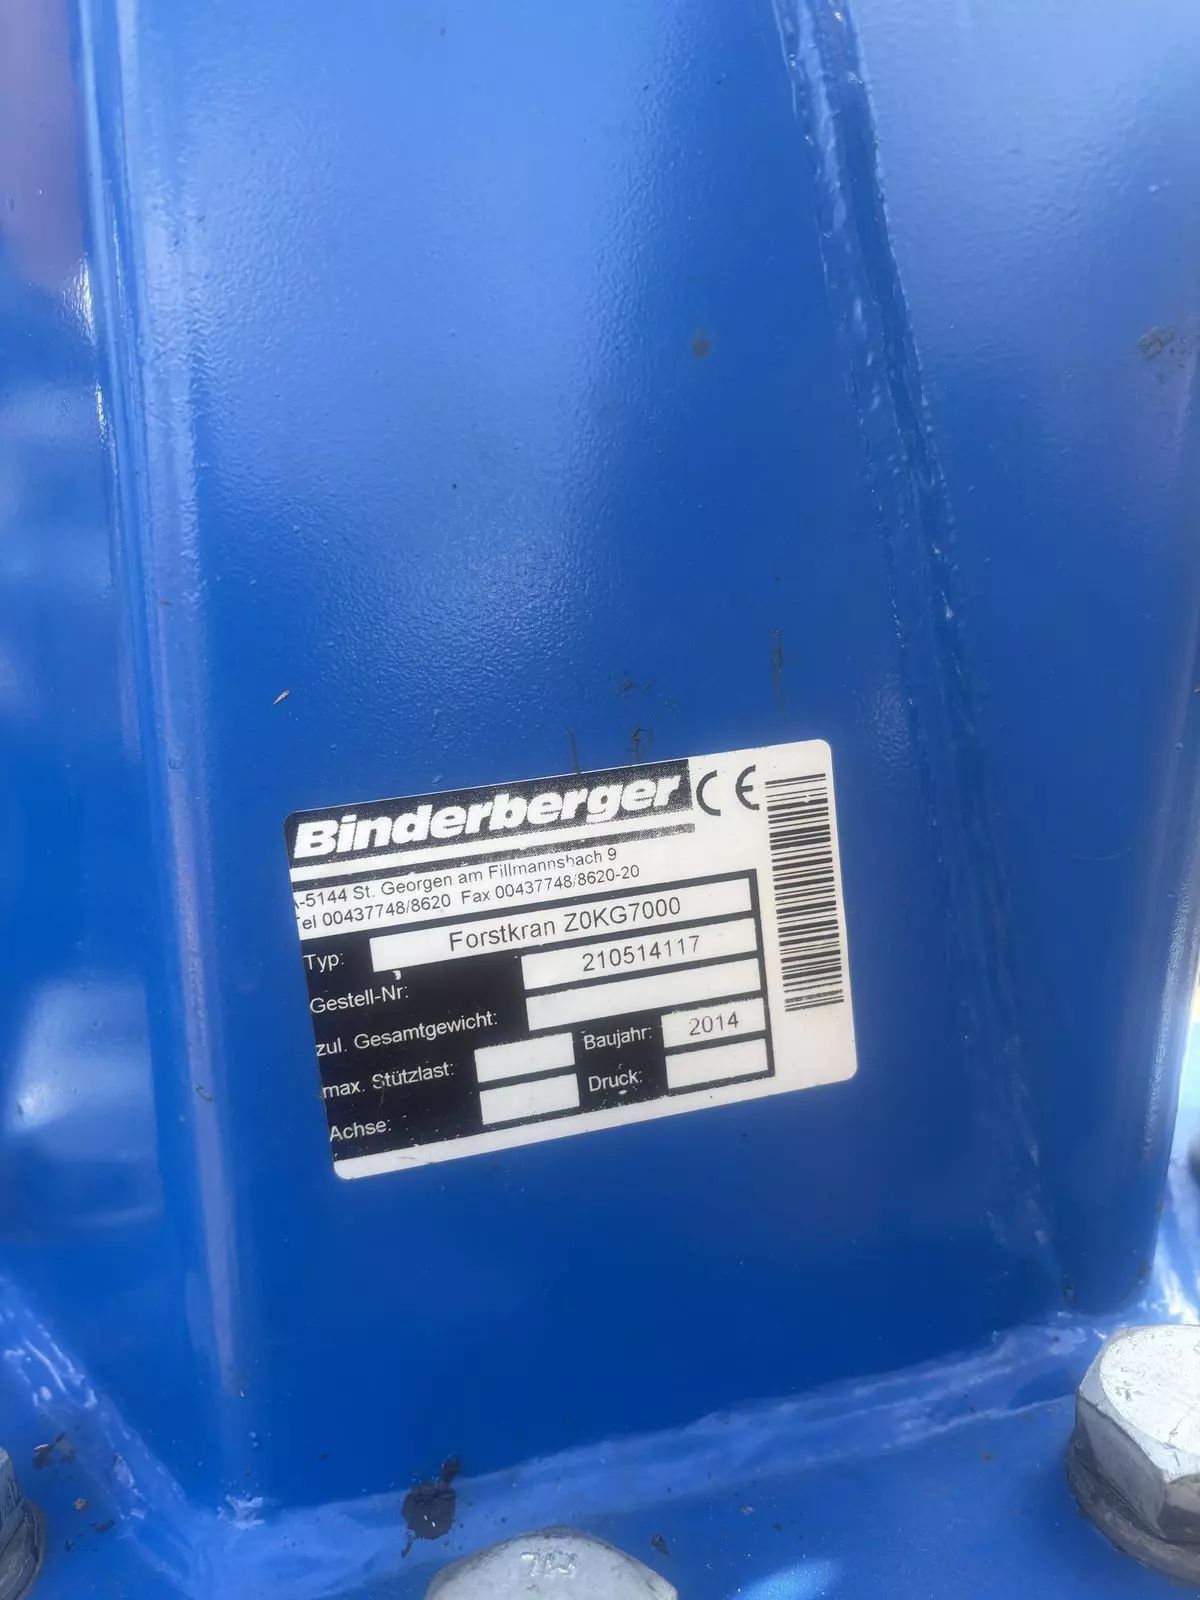 Binderberger CE
A-5144 St. Georgen am Fillmannsbach 9
Tel 00437748/8620 Fax 00437748/8620-20
Typ: Forstkran Z0KG7000
Gestell-Nr: 210514117
zul. Gesamtgewicht:
max. Stützlast: Baujahr: 2014
Achse: Druck: